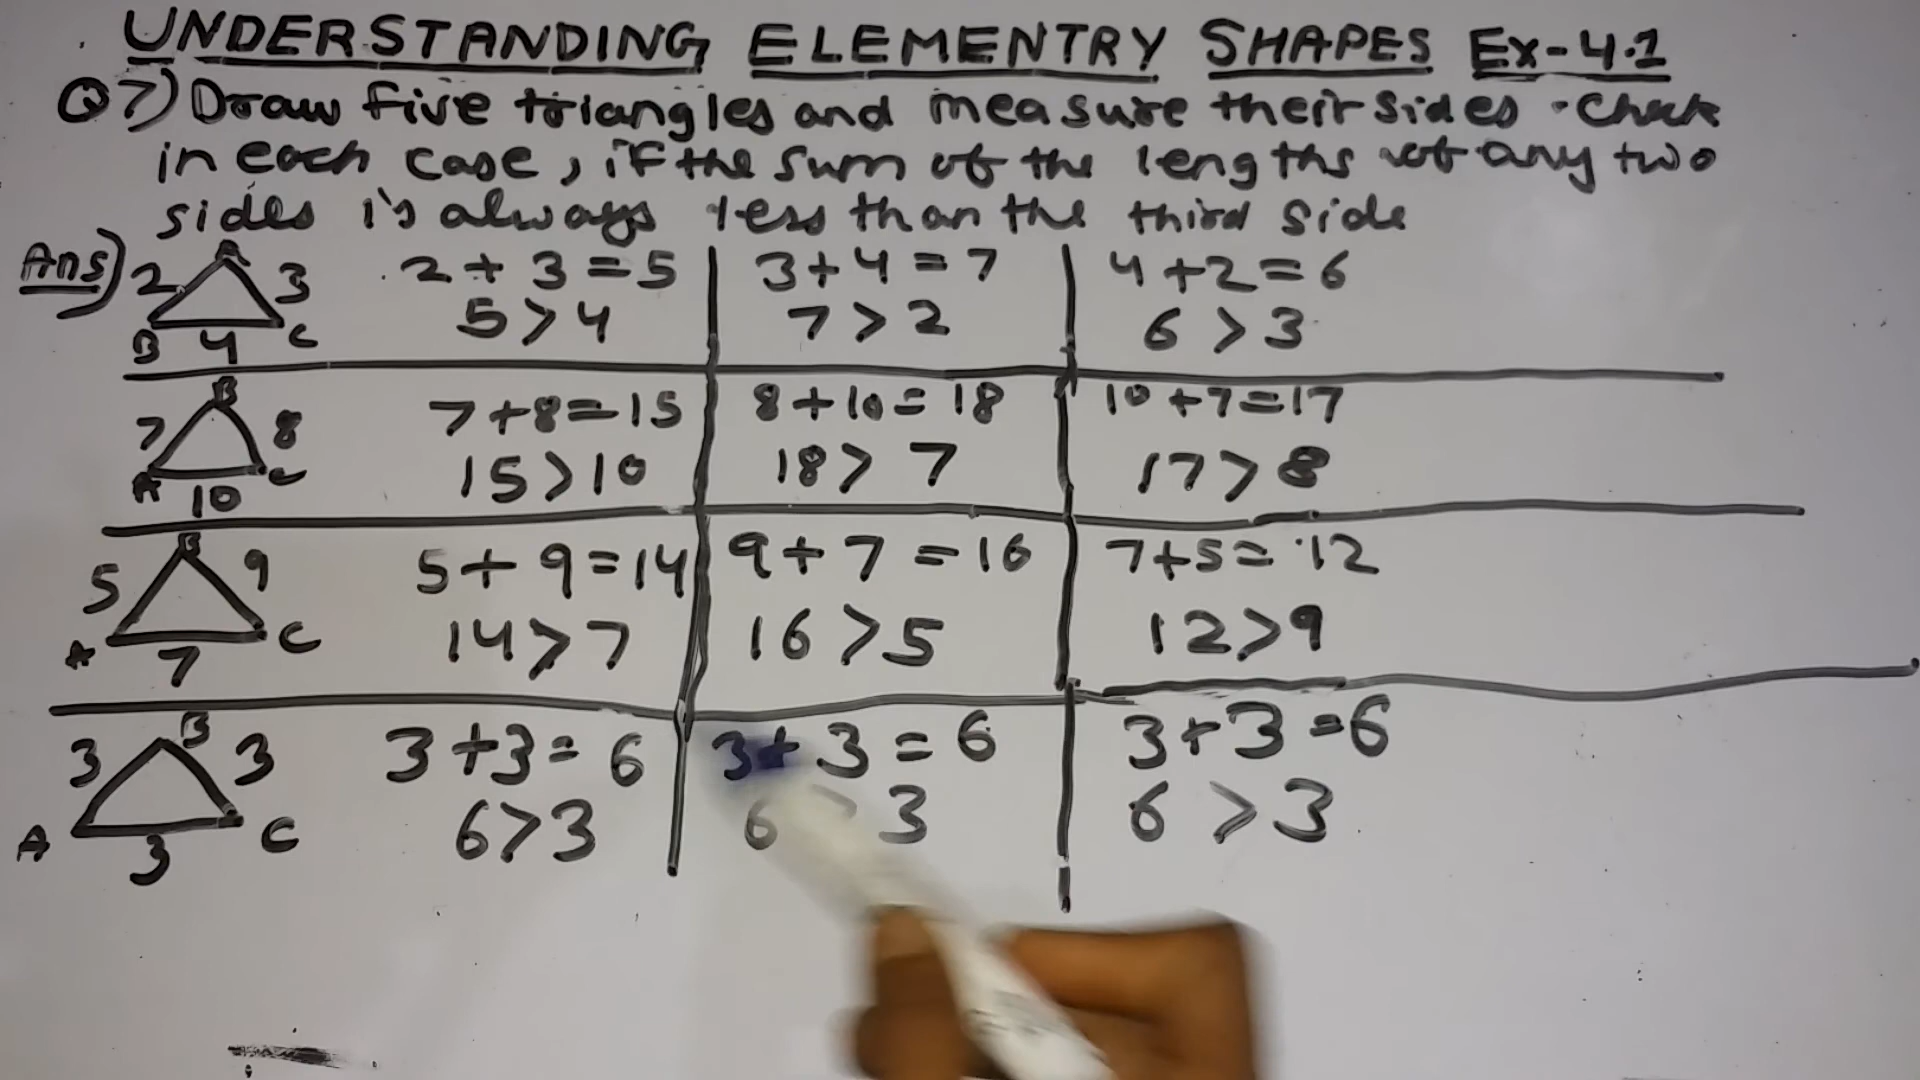 UNDERSTANDING ELEMENTRY SHAPES Ex-4.1
Q7) Draw five triangles and measure their sides. Check
in each case, if the sum of the lengths of any two
sides is always less than the third side
Ans) A 2 3 B 4 C
2 + 3 = 5 3 + 4 = 7 4 + 2 = 6
5 > 4 7 > 2 6 > 3
B 7 8 A 10 C
7 + 8 = 15 8 + 10 = 18 10 + 7 = 17
15 > 10 18 > 7 17 > 8
B 5 9 A 7 C
5 + 9 = 14 9 + 7 = 16 7 + 5 = 12
14 > 7 16 > 5 12 > 9
B 3 3 A 3 C
3 + 3 = 6 3 + 3 = 6 3 + 3 = 6
6 > 3 6 > 3 6 > 3